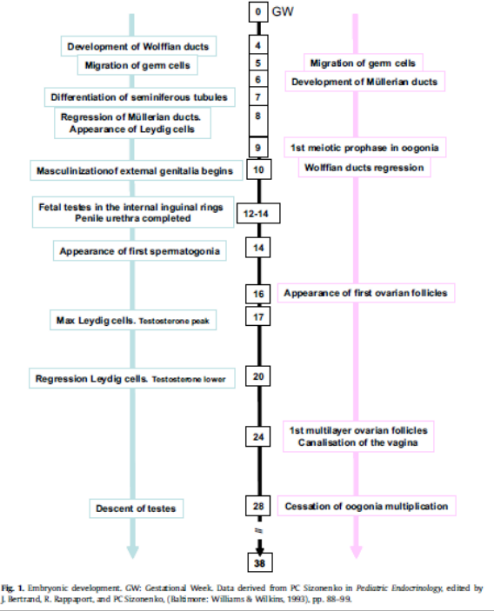 0 GW
Development of Wolffian ducts
4
Migration of germ cells
5
Migration of germ cells
6
Development of Müllerian ducts
Differentiation of seminiferous tubules
7
Regression of Müllerian ducts.
Appearance of Leydig cells
8
9
1st meiotic prophase in oogonia
Masculinizationof external genitalia begins
10
Wolffian ducts regression
Fetal testes in the internal inguinal rings
Penile urethra completed
12-14
Appearance of first spermatogonia
14
16
Appearance of first ovarian follicles
Max Leydig cells. Testosterone peak
17
Regression Leydig cells. Testosterone lower
20
24
1st multilayer ovarian follicles
Canalisation of the vagina
Descent of testes
28
Cessation of oogonia multiplication
=
38
Fig. 1. Embryonic development. GW: Gestational Week. Data derived from PC Sizonenko in Pediatric Endocrinology, edited by
J. Bertrand, R. Rappaport, and PC Sizonenko, (Baltimore: Williams & Wilkins, 1993), pp. 88–99.